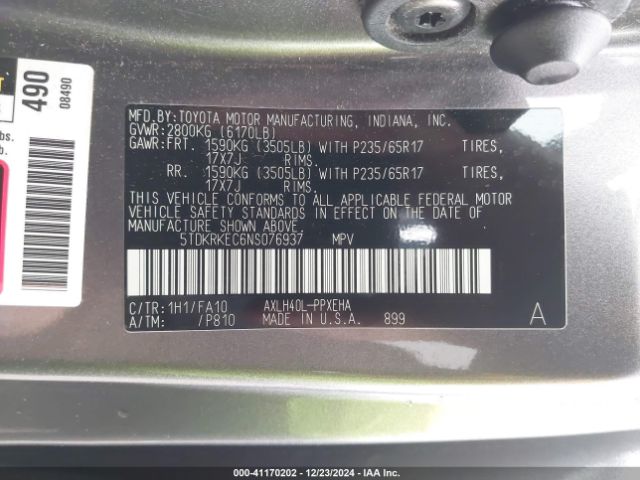 490
08490
lbs.
lb.
MFD.BY:TOYOTA MOTOR MANUFACTURING, INDIANA, INC.
GVWR:2800KG (6170LB)
GAWR:FRT. 1590KG (3505LB) WITH P235/65R17 TIRES,
17X7J RIMS.
RR. 1590KG (3505LB) WITH P235/65R17 TIRES,
17X7J RIMS.
THIS VEHICLE CONFORMS TO ALL APPLICABLE FEDERAL MOTOR
VEHICLE SAFETY STANDARDS IN EFFECT ON THE DATE OF
MANUFACTURE SHOWN ABOVE.
5TDKRKEC6NS076937 MPV
C/TR:1H1/FA10 AXLH40L-PPXEHA
A/TM: /P810 MADE IN U.S.A. 899
A
000-41170202 - 12/23/2024 - IAA Inc.